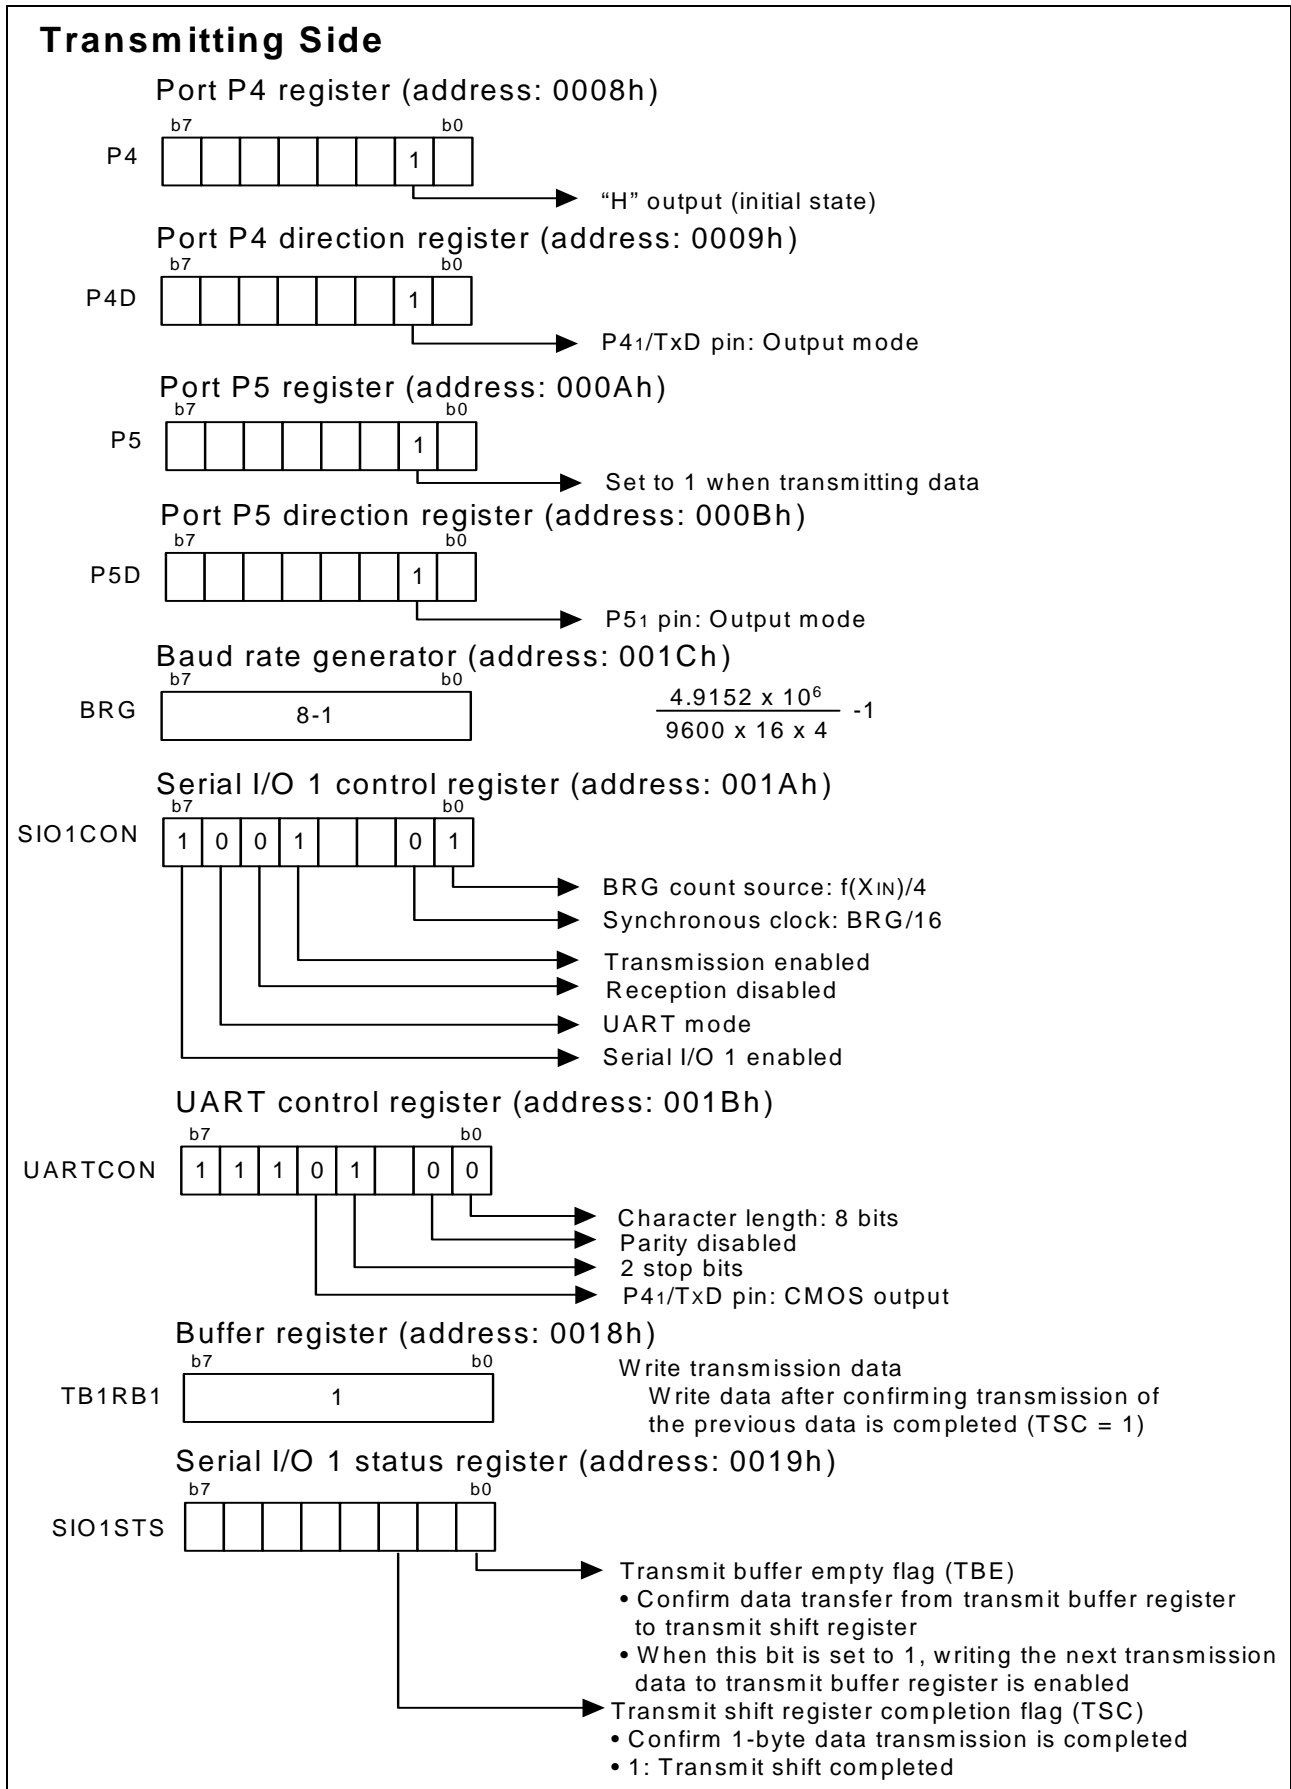 Transmitting Side
Port P4 register (address: 0008h)
b7 b0
P4 1
“H” output (initial state)
Port P4 direction register (address: 0009h)
b7 b0
P4D 1
P41/TxD pin: Output mode
Port P5 register (address: 000Ah)
b7 b0
P5 1
Set to 1 when transmitting data
Port P5 direction register (address: 000Bh)
b7 b0
P5D 1
P51 pin: Output mode
Baud rate generator (address: 001Ch)
b7 b0
BRG 8-1
4.9152 x 10⁶
9600 x 16 x 4
-1
Serial I/O 1 control register (address: 001Ah)
b7 b0
SIO1CON 1 0 0 1 0 1
BRG count source: f(XIN)/4
Synchronous clock: BRG/16
Transmission enabled
Reception disabled
UART mode
Serial I/O 1 enabled
UART control register (address: 001Bh)
b7 b0
UARTCON 1 1 1 0 1 0 0
Character length: 8 bits
Parity disabled
2 stop bits
P41/TxD pin: CMOS output
Buffer register (address: 0018h)
b7 b0
TB1RB1 1
Write transmission data
Write data after confirming transmission of
the previous data is completed (TSC = 1)
Serial I/O 1 status register (address: 0019h)
b7 b0
SIO1STS
Transmit buffer empty flag (TBE)
• Confirm data transfer from transmit buffer register
to transmit shift register
• When this bit is set to 1, writing the next transmission
data to transmit buffer register is enabled
Transmit shift register completion flag (TSC)
• Confirm 1-byte data transmission is completed
• 1: Transmit shift completed